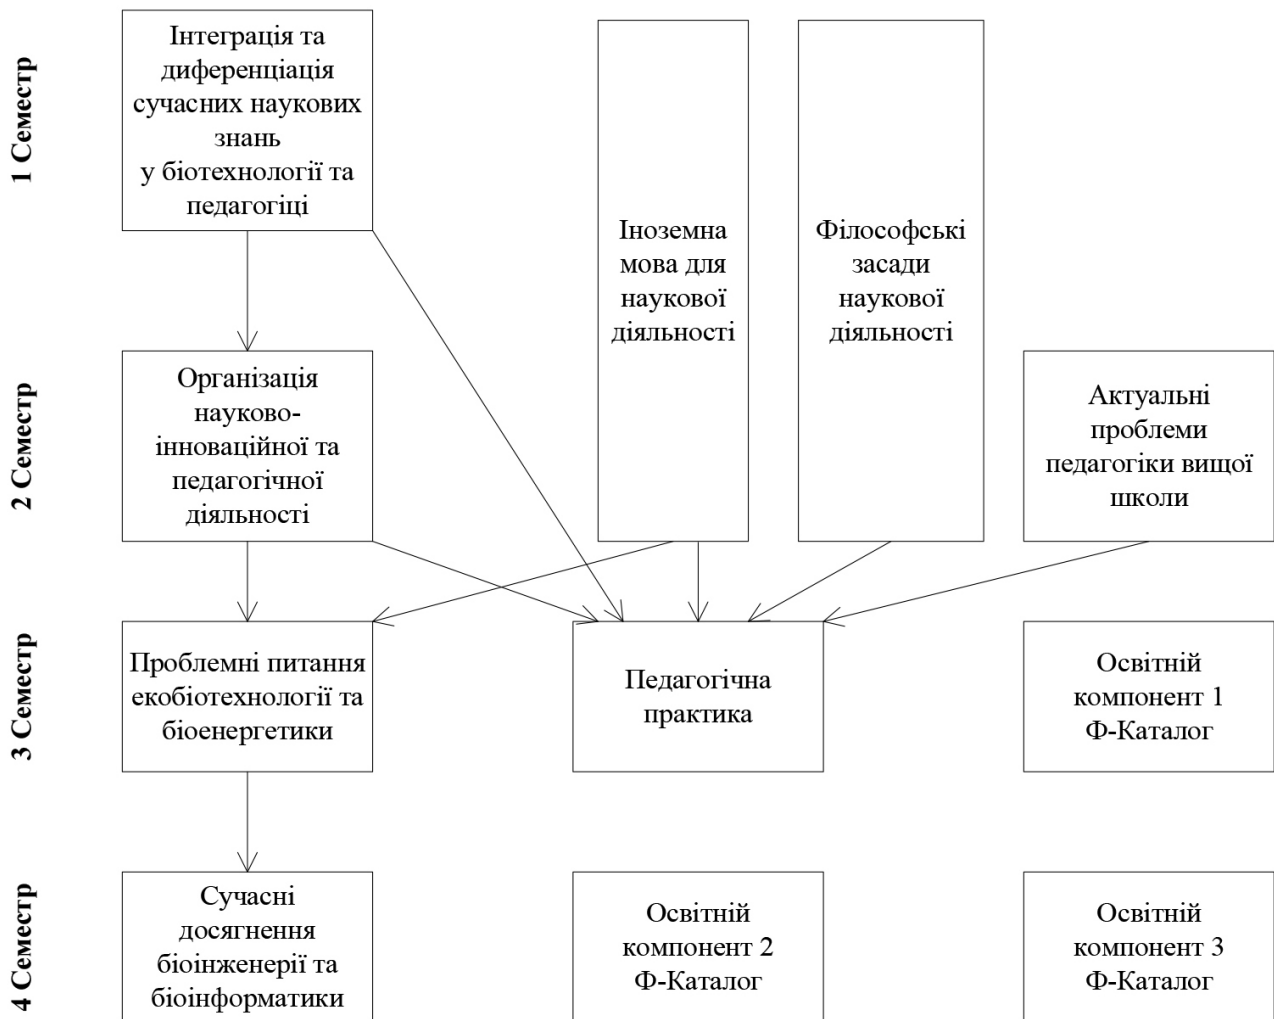 1 Семестр
Інтеграція та
диференціація
сучасних наукових
знань
у біотехнології та
педагогіці
Іноземна
мова для
наукової
діяльності
Філософські
засади
наукової
діяльності
2 Семестр
Організація
науково-
інноваційної та
педагогічної
діяльності
Актуальні
проблеми
педагогіки вищої
школи
3 Семестр
Проблемні питання
екобіотехнології та
біоенергетики
Педагогічна
практика
Освітній
компонент 1
Ф-Каталог
4 Семестр
Сучасні
досягнення
біоінженерії та
біоінформатики
Освітній
компонент 2
Ф-Каталог
Освітній
компонент 3
Ф-Каталог